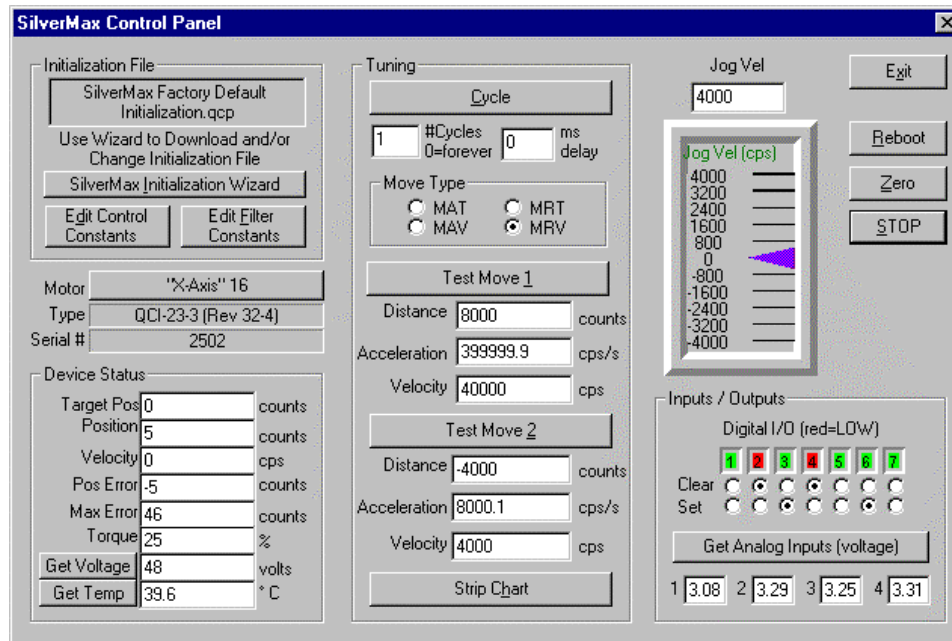 SilverMax Control Panel
Initialization File
SilverMax Factory Default
Initialization.qcp
Use Wizard to Download and/or
Change Initialization File
SilverMax Initialization Wizard
Edit Control
Constants
Edit Filter
Constants
Motor "X-Axis" 16
Type QCI-23-3 (Rev 32-4)
Serial # 2502
Device Status
Target Pos 0 counts
Position 5 counts
Velocity 0 cps
Pos Error -5 counts
Max Error 46 counts
Torque 25 %
Get Voltage 48 volts
Get Temp 39.6 ° C
Tuning
Cycle
1 #Cycles
0=forever
0 ms
delay
Move Type
MAT MRT
MAV MRV
Test Move 1
Distance 8000 counts
Acceleration 399999.9 cps/s
Velocity 40000 cps
Test Move 2
Distance -4000 counts
Acceleration 8000.1 cps/s
Velocity 4000 cps
Strip Chart
Jog Vel
4000
Jog Vel (cps)
4000
3200
2400
1600
800
0
-800
-1600
-2400
-3200
-4000
Exit
Reboot
Zero
STOP
Inputs / Outputs
Digital I/O (red=LOW)
1 2 3 4 5 6 7
Clear
Set
Get Analog Inputs (voltage)
1 3.08 2 3.29 3 3.25 4 3.31